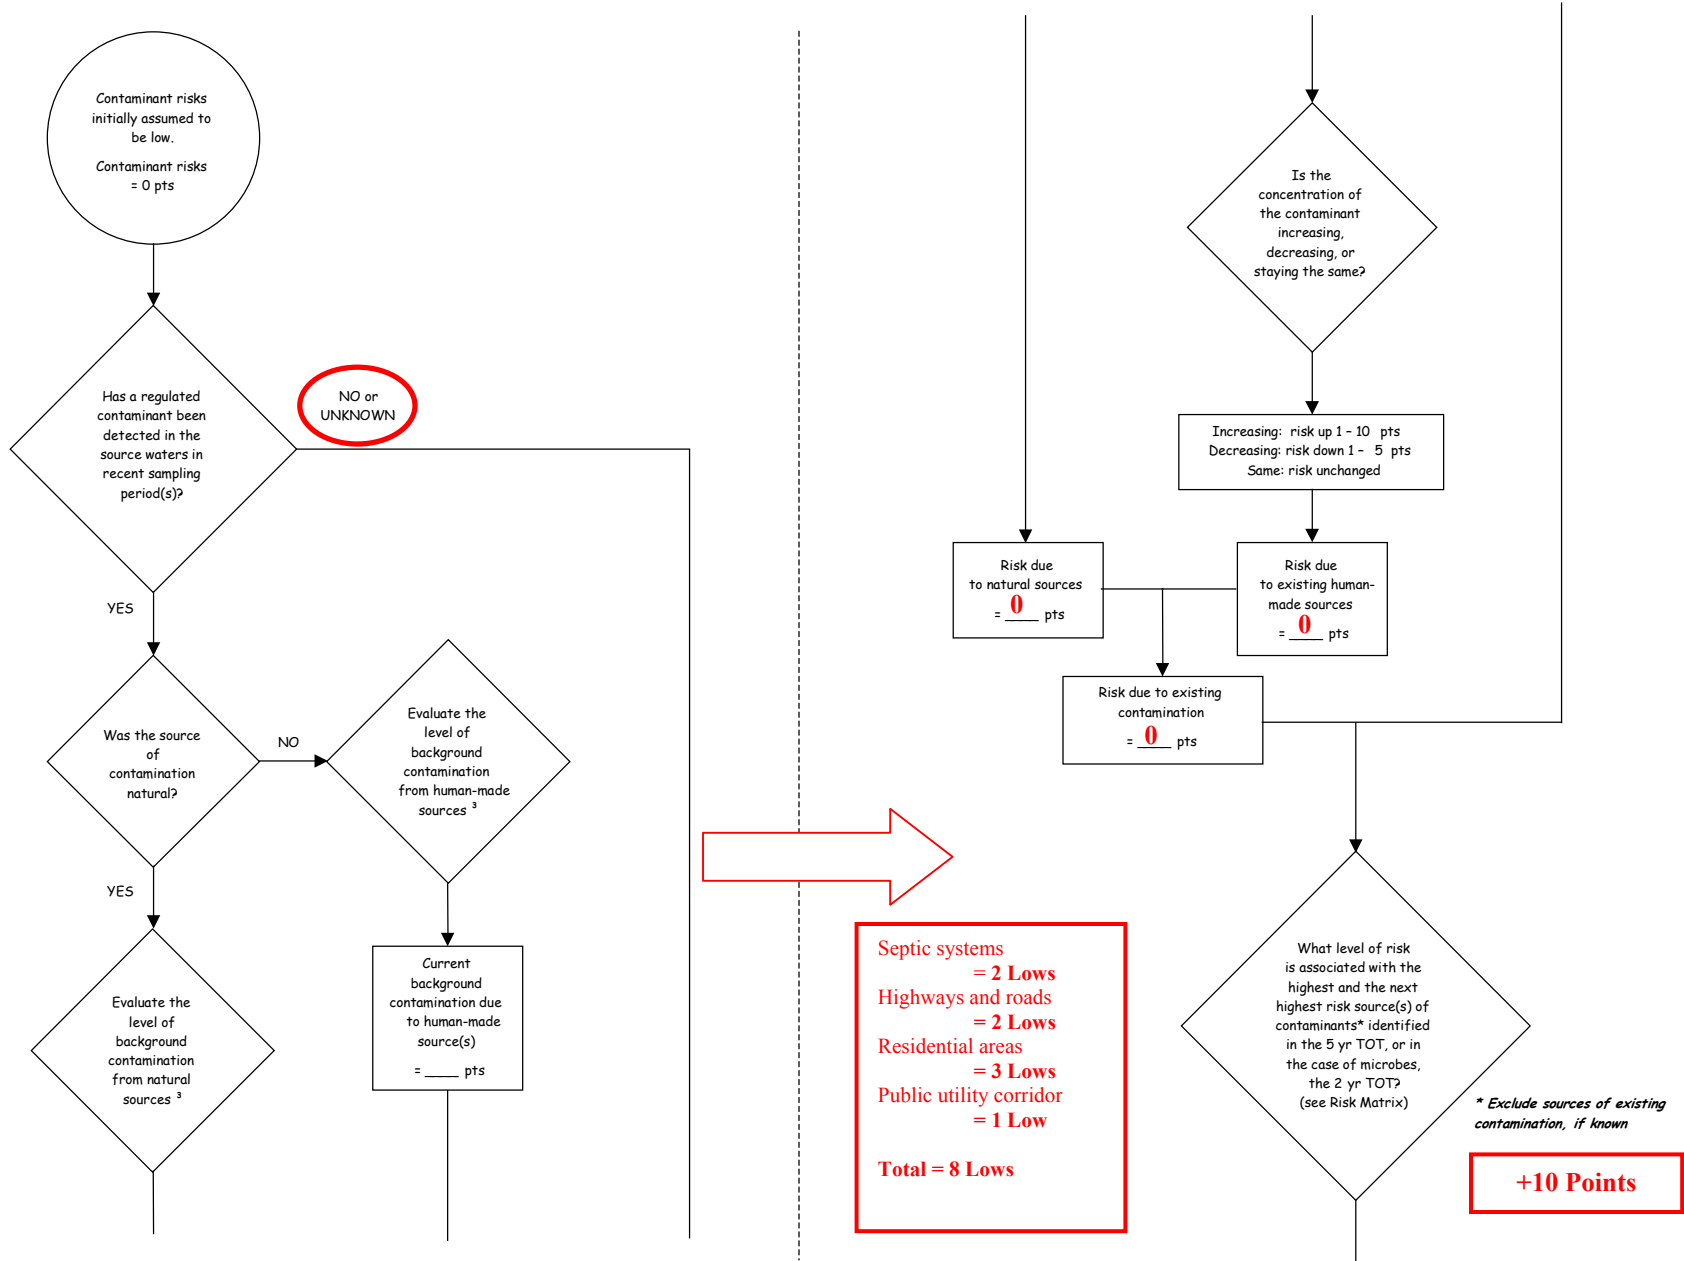 Contaminant risks
initially assumed to
be low.
Contaminant risks
= 0 pts
Has a regulated
contaminant been
detected in the
source waters in
recent sampling
period(s)?
NO or
UNKNOWN
YES
Was the source
of
contamination
natural?
NO
Evaluate the
level of
background
contamination
from human-made
sources ³
YES
Evaluate the
level of
background
contamination
from natural
sources ³
Current
background
contamination due
to human-made
source(s)
= ____ pts
Is the
concentration of
the contaminant
increasing,
decreasing, or
staying the same?
Increasing: risk up 1 – 10 pts
Decreasing: risk down 1 – 5 pts
Same: risk unchanged
Risk due
to natural sources
= 0 pts
Risk due
to existing human-
made sources
= 0 pts
Risk due to existing
contamination
= 0 pts
Septic systems
= 2 Lows
Highways and roads
= 2 Lows
Residential areas
= 3 Lows
Public utility corridor
= 1 Low
Total = 8 Lows
What level of risk
is associated with the
highest and the next
highest risk source(s) of
contaminants* identified
in the 5 yr TOT, or in
the case of microbes,
the 2 yr TOT?
(see Risk Matrix)
* Exclude sources of existing
contamination, if known
+10 Points